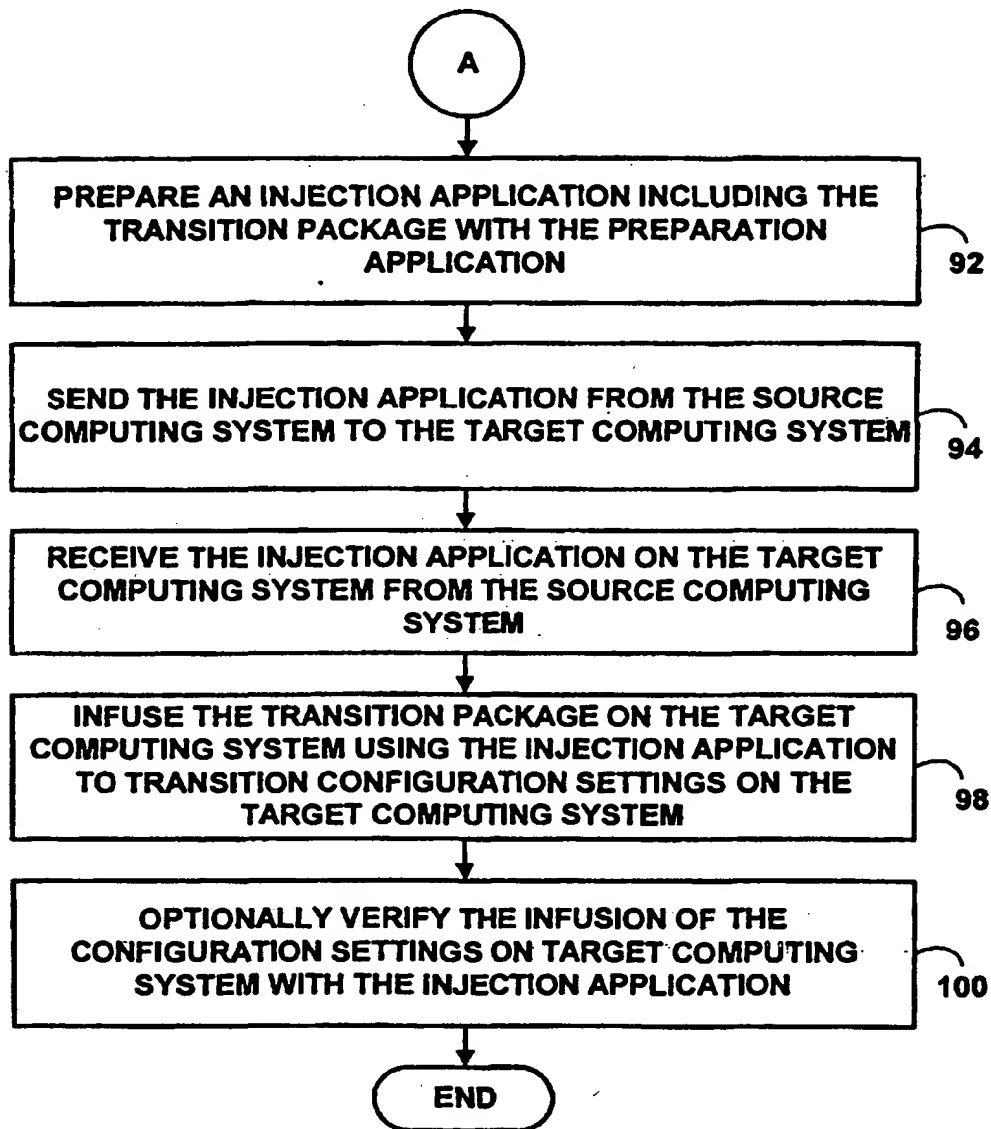 A
PREPARE AN INJECTION APPLICATION INCLUDING THE
TRANSITION PACKAGE WITH THE PREPARATION
APPLICATION
92
SEND THE INJECTION APPLICATION FROM THE SOURCE
COMPUTING SYSTEM TO THE TARGET COMPUTING SYSTEM
94
RECEIVE THE INJECTION APPLICATION ON THE TARGET
COMPUTING SYSTEM FROM THE SOURCE COMPUTING
SYSTEM
96
INFUSE THE TRANSITION PACKAGE ON THE TARGET
COMPUTING SYSTEM USING THE INJECTION APPLICATION
TO TRANSITION CONFIGURATION SETTINGS ON THE
TARGET COMPUTING SYSTEM
98
OPTIONALLY VERIFY THE INFUSION OF THE
CONFIGURATION SETTINGS ON TARGET COMPUTING
SYSTEM WITH THE INJECTION APPLICATION
100
END